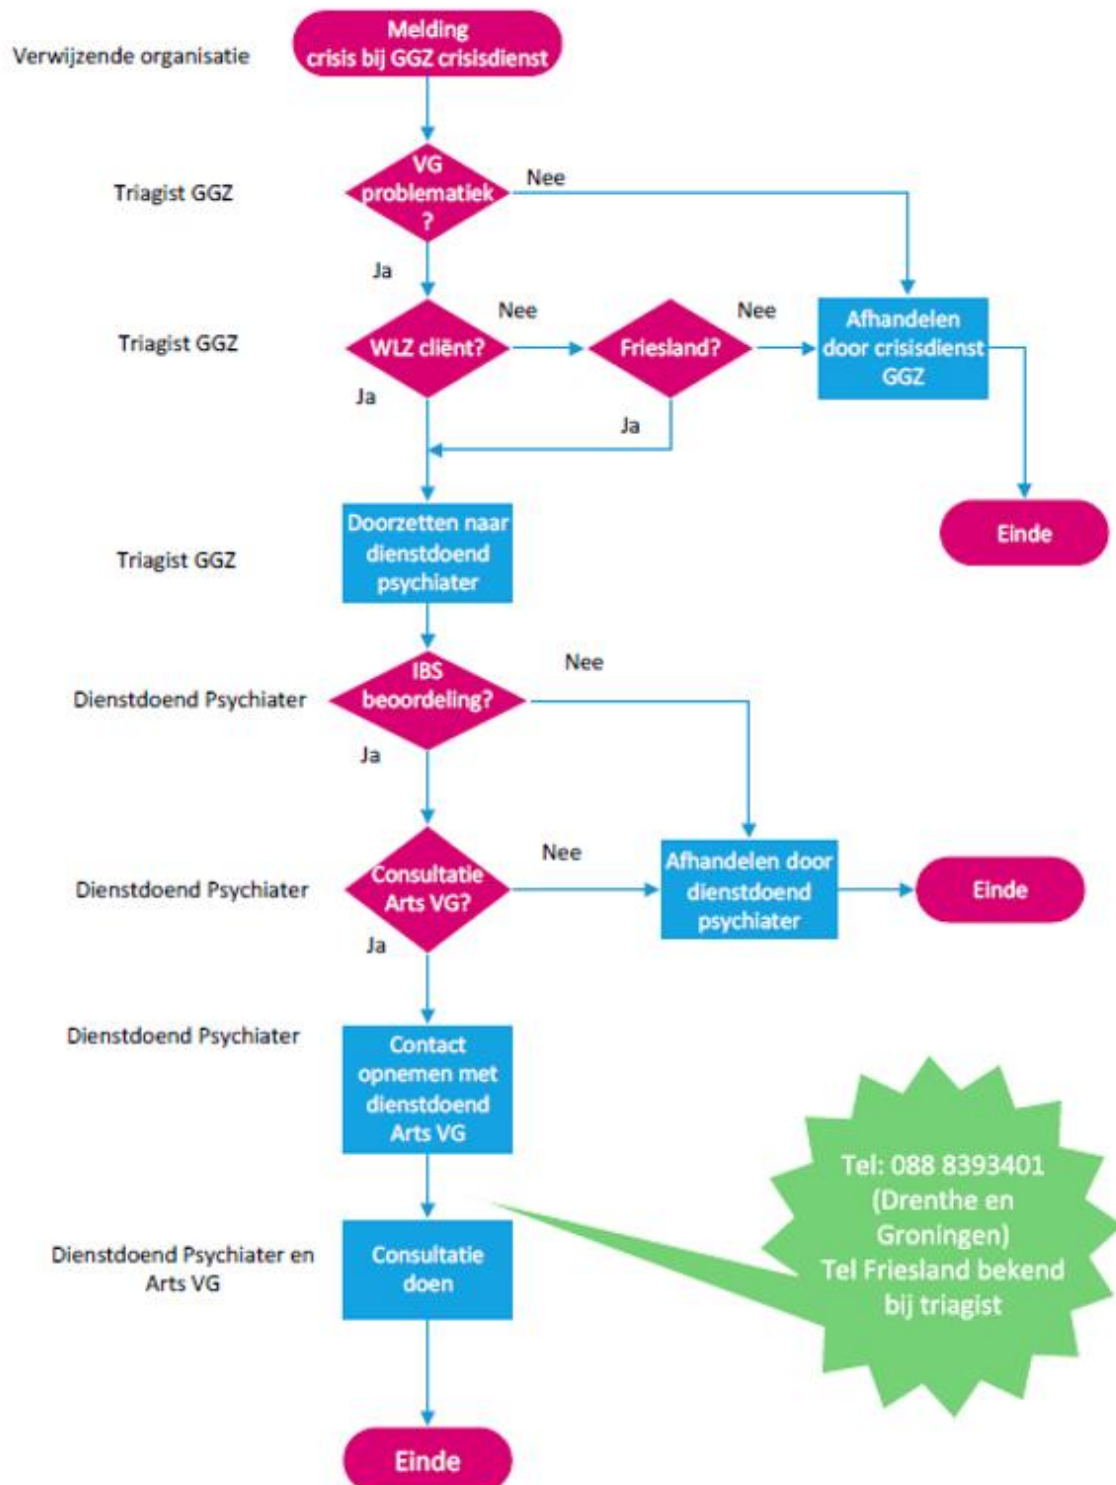 Melding
crisis bij GGZ crisisdienst
Verwijzende organisatie
VG
problematiek
?
Nee
Triagist GGZ
Ja
Nee
Nee
Triagist GGZ
WLZ cliënt?
Friesland?
Afhandelen
door crisisdienst
GGZ
Ja
Ja
Einde
Triagist GGZ
Doorzetten naar
dienstdoend
psychiater
Nee
Dienstdoend Psychiater
IBS
beoordeling?
Ja
Nee
Dienstdoend Psychiater
Consultatie
Arts VG?
Afhandelen door
dienstdoend
psychiater
Einde
Ja
Dienstdoend Psychiater
Contact
opnemen met
dienstdoend
Arts VG
Tel: 088 8393401
(Drenthe en
Groningen)
Tel Friesland bekend
bij triagist
Dienstdoend Psychiater en
Arts VG
Consultatie
doen
Einde